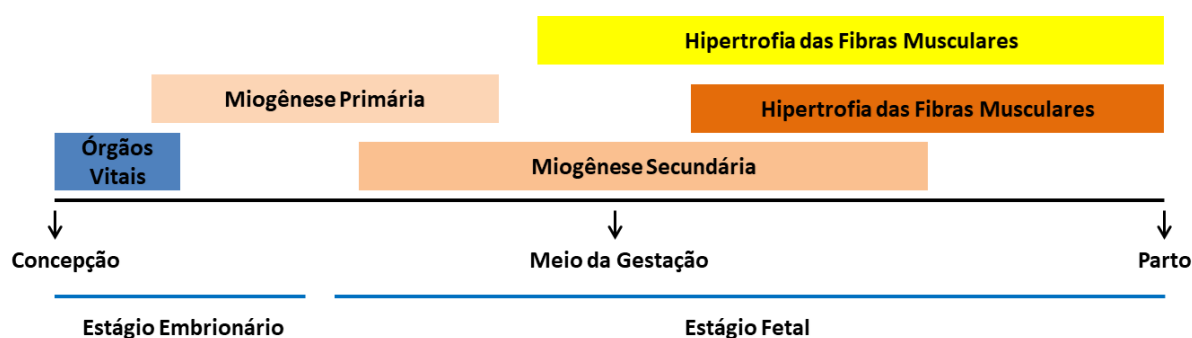 Hipertrofia das Fibras Musculares
Miogênese Primária
Hipertrofia das Fibras Musculares
Órgãos
Vitais
Miogênese Secundária
Concepção
Meio da Gestação
Parto
Estágio Embrionário
Estágio Fetal